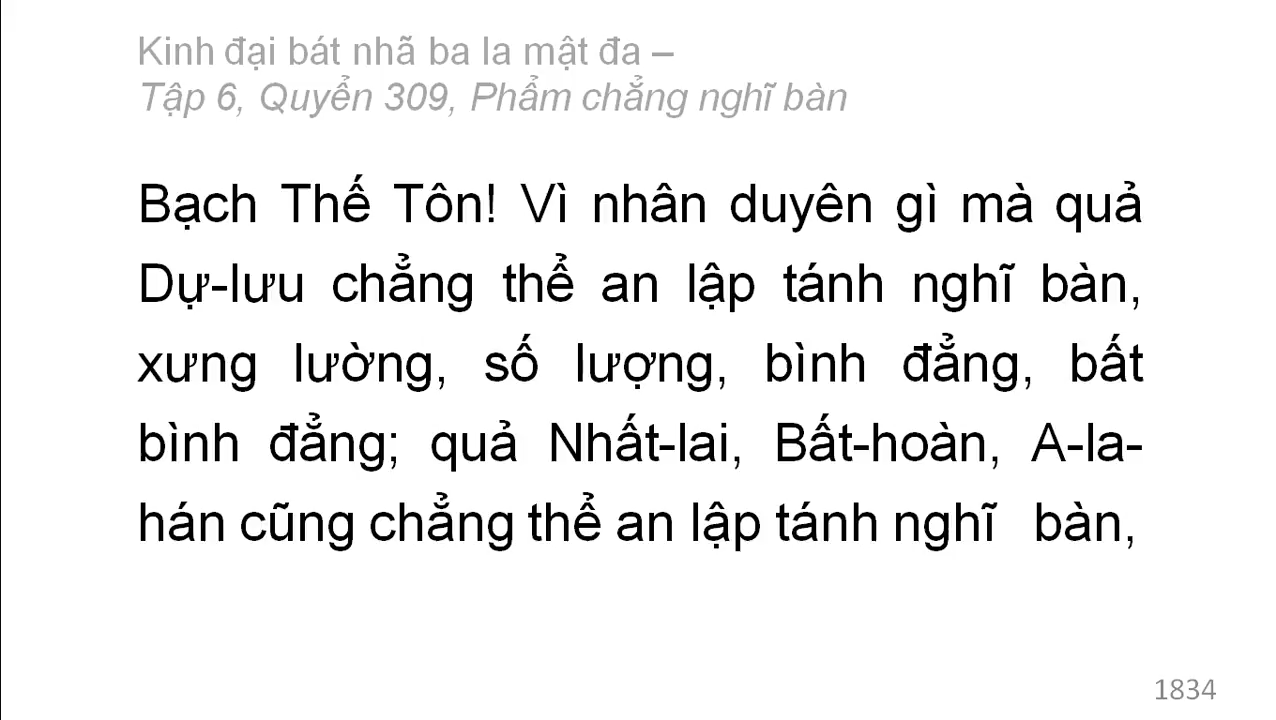 Kinh đại bát nhã ba la mật đa –
Tập 6, Quyển 309, Phẩm chẳng nghĩ bàn
Bạch Thế Tôn! Vì nhân duyên gì mà quả
Dự-lưu chẳng thể an lập tánh nghĩ bàn,
xưng lường, số lượng, bình đẳng, bất
bình đẳng; quả Nhất-lai, Bất-hoàn, A-la-
hán cũng chẳng thể an lập tánh nghĩ bàn,
1834